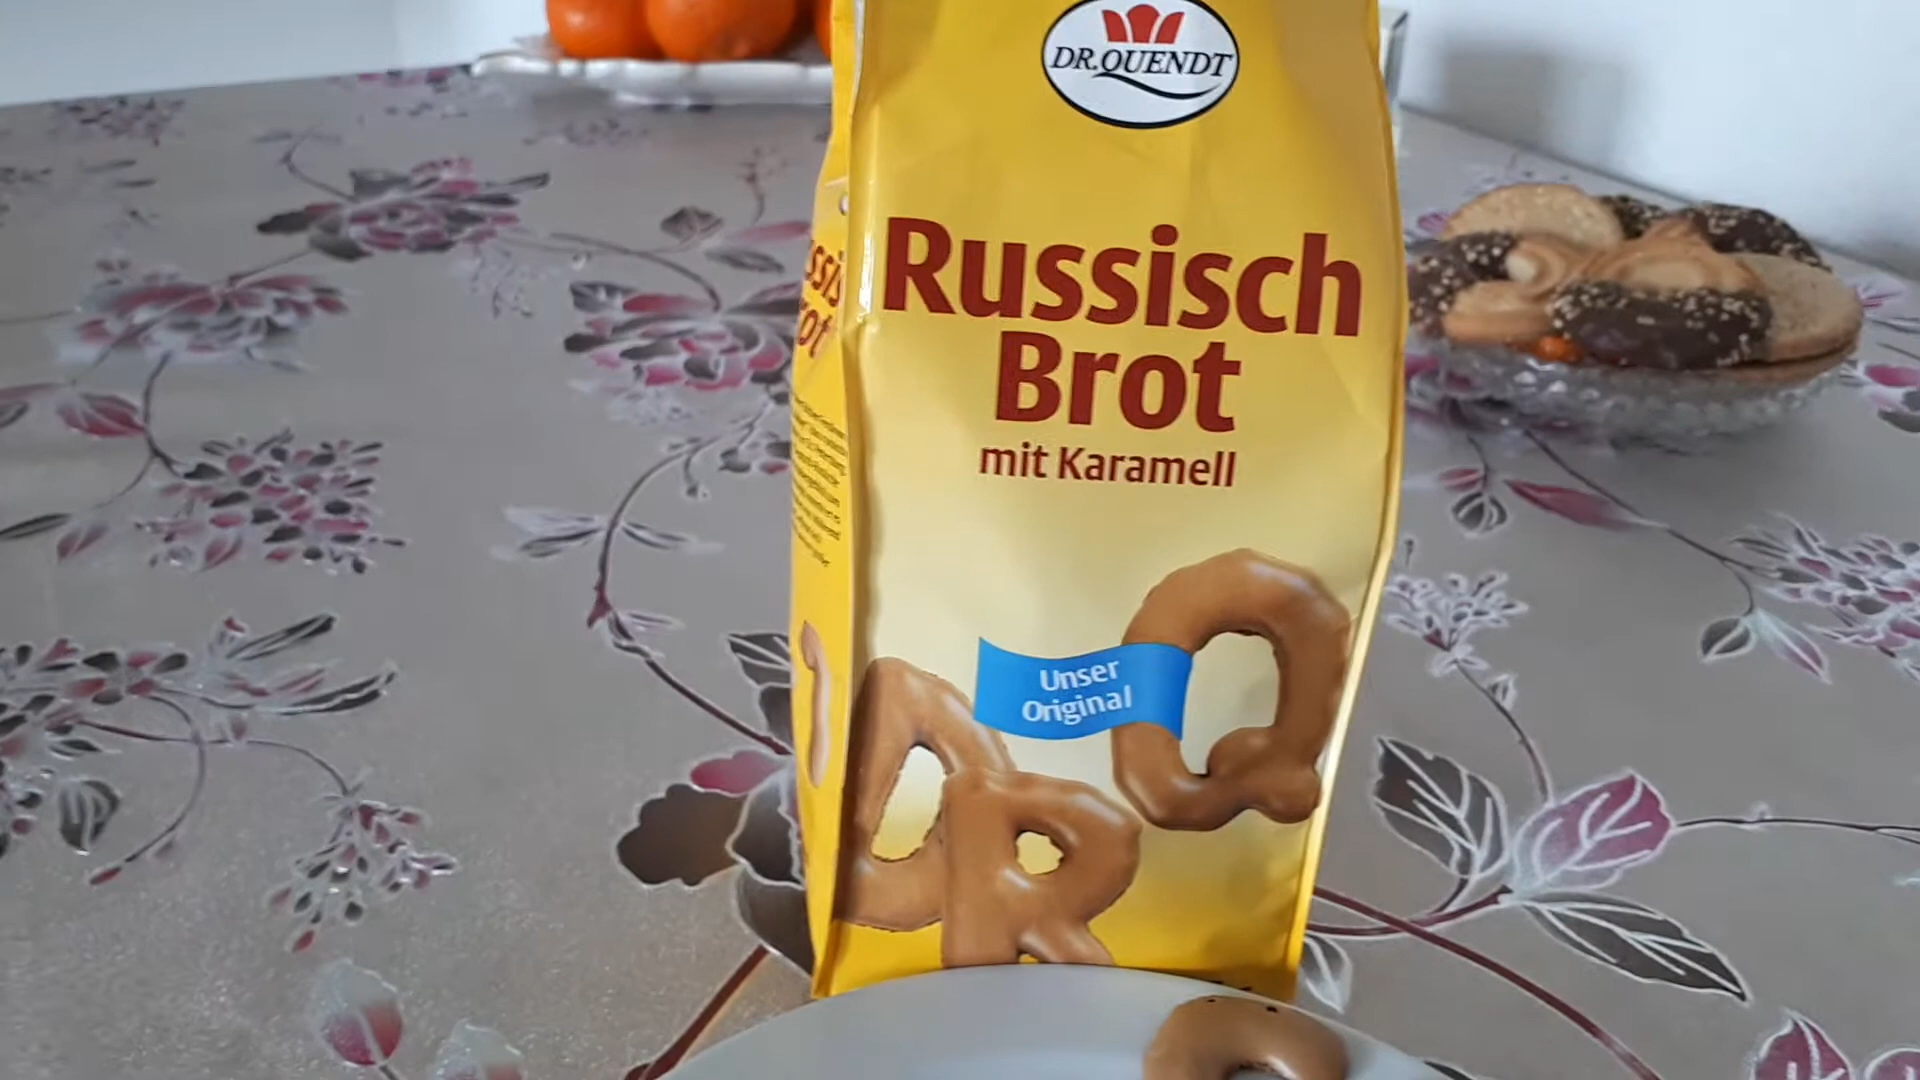 DR. QUENDT
Russisch
Brot
mit Karamell
Unser
Original